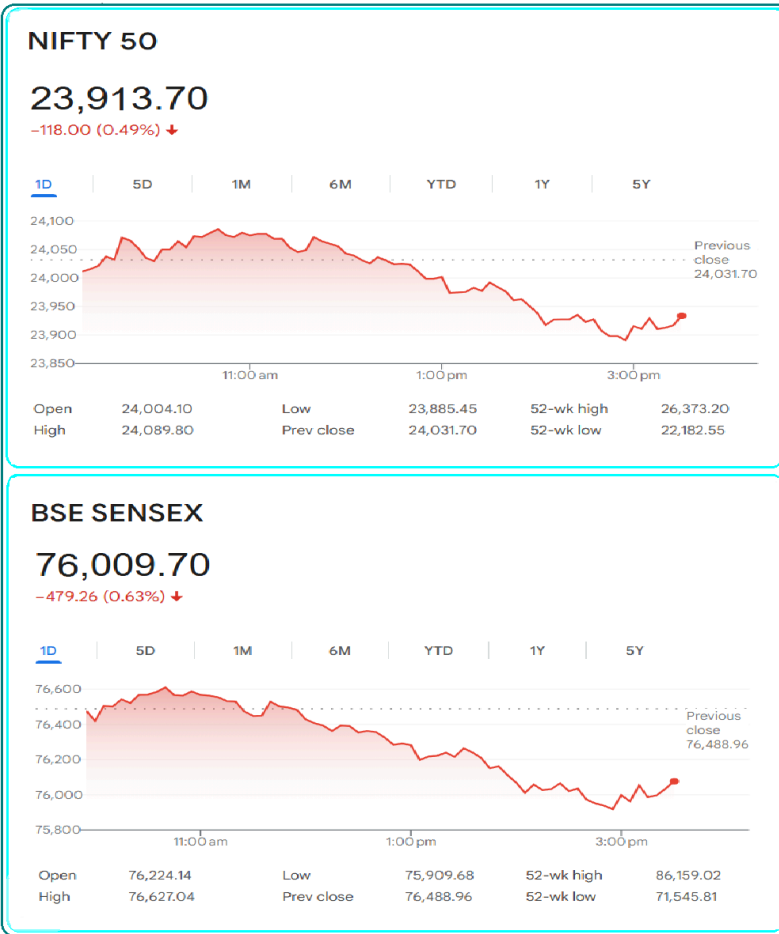 NIFTY 50
23,913.70
−118.00 (0.49%) ↓
1D 5D 1M 6M YTD 1Y 5Y
24,100
24,050
24,000
23,950
23,900
23,850
Previous
close
24,031.70
11:00 am 1:00 pm 3:00 pm
Open 24,004.10 Low 23,885.45 52-wk high 26,373.20
High 24,089.80 Prev close 24,031.70 52-wk low 22,182.55
BSE SENSEX
76,009.70
−479.26 (0.63%) ↓
1D 5D 1M 6M YTD 1Y 5Y
76,600
76,400
76,200
76,000
75,800
Previous
close
76,488.96
11:00 am 1:00 pm 3:00 pm
Open 76,224.14 Low 75,909.68 52-wk high 86,159.02
High 76,627.04 Prev close 76,488.96 52-wk low 71,545.81